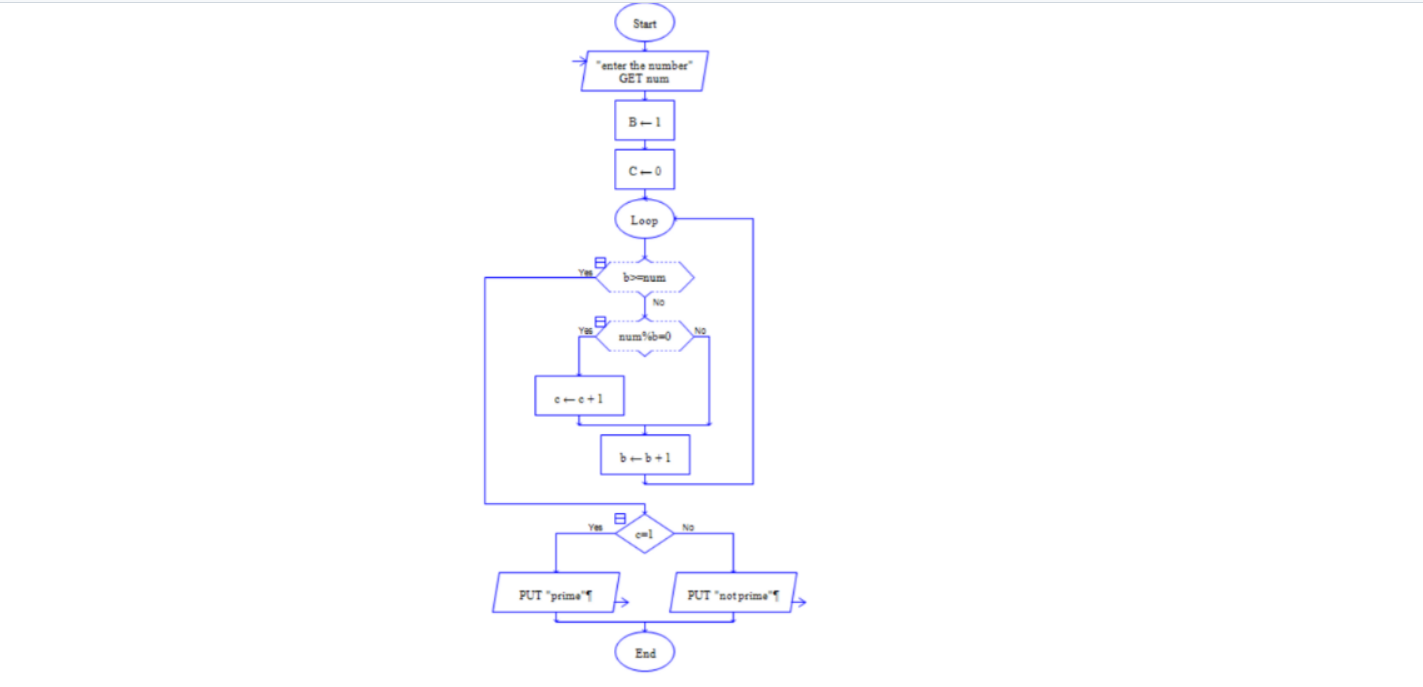 Start
"enter the number"
GET num
B ← 1
C ← 0
Loop
Yes
b>=num
No
Yes
num%b=0
No
c ← c + 1
b ← b + 1
Yes
c=1
No
PUT "prime"¶
PUT "not prime"¶
End